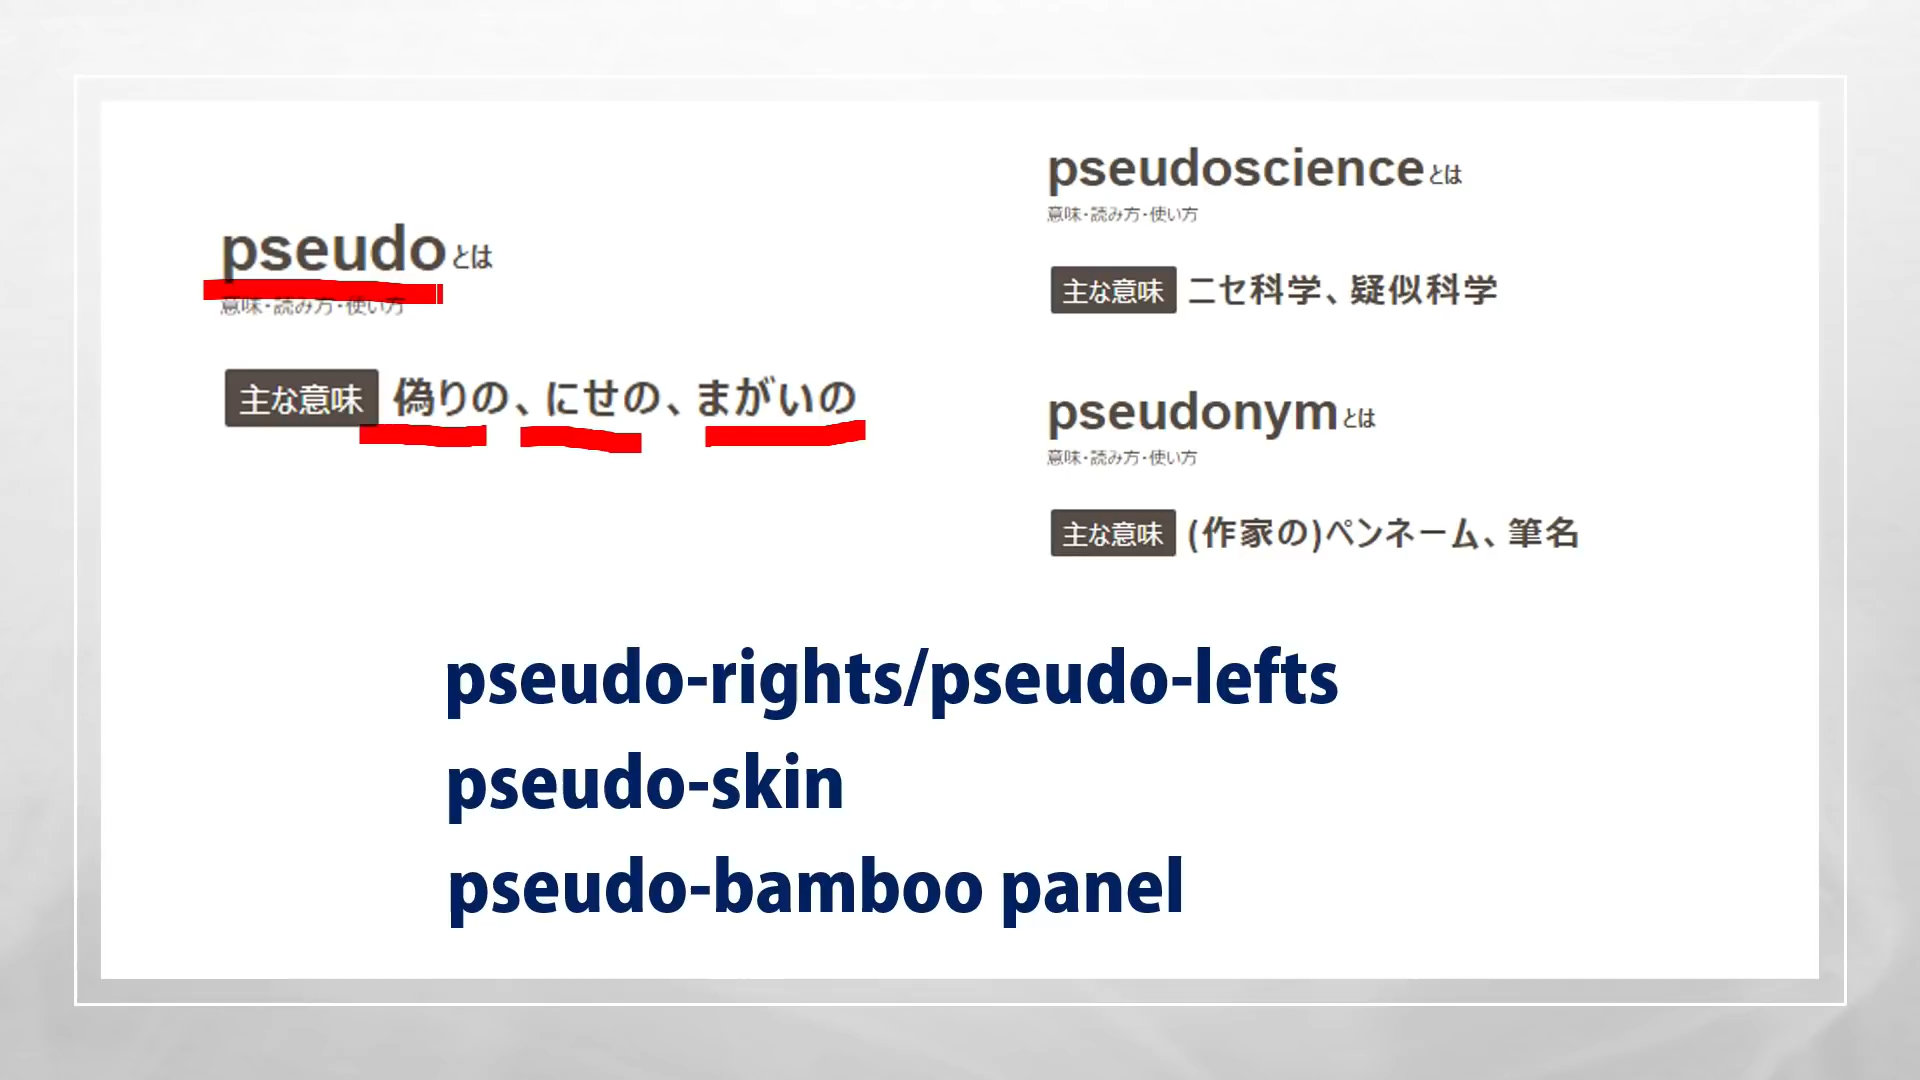 pseudoとは
意味・読み方・使い方
主な意味 偽りの、にせの、まがいの
pseudoscienceとは
意味・読み方・使い方
主な意味 ニセ科学、疑似科学
pseudonymとは
意味・読み方・使い方
主な意味 (作家の)ペンネーム、筆名
pseudo-rights/pseudo-lefts
pseudo-skin
pseudo-bamboo panel